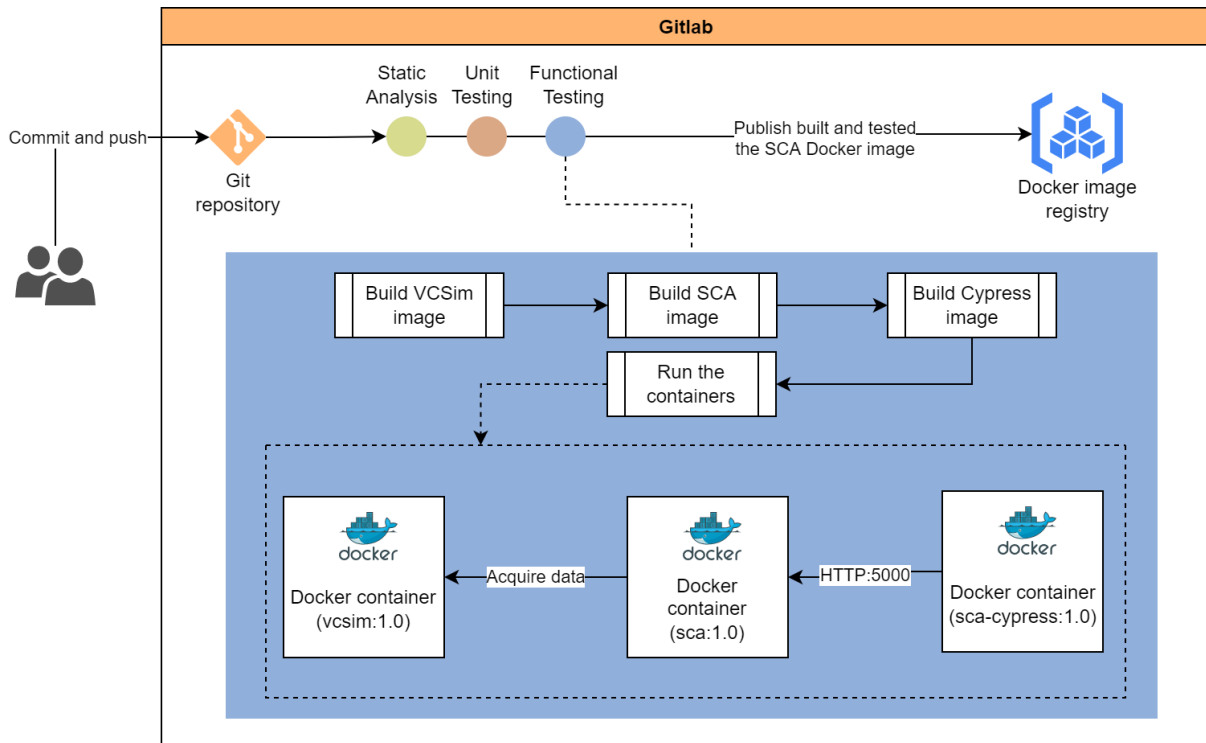 Gitlab
Static
Analysis
Unit
Testing
Functional
Testing
Commit and push
Publish built and tested
the SCA Docker image
Git
repository
Docker image
registry
Build VCSim
image
Build SCA
image
Build Cypress
image
Run the
containers
docker
Docker container
(vcsim:1.0)
Acquire data
docker
Docker
container
(sca:1.0)
HTTP:5000
docker
Docker container
(sca-cypress:1.0)